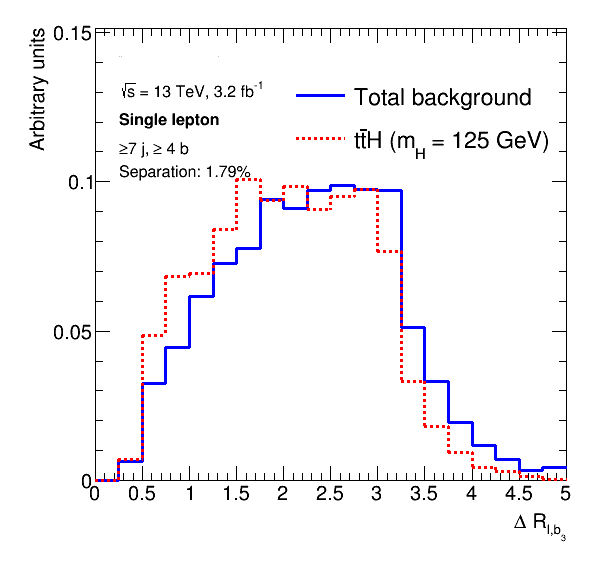 Arbitrary units
0.15
0.1
0.05
0
√s = 13 TeV, 3.2 fb⁻¹
Single lepton
≥7 j, ≥ 4 b
Separation: 1.79%
Total background
tt̄H (m_H = 125 GeV)
0 0.5 1 1.5 2 2.5 3 3.5 4 4.5 5
Δ R_l,b_3